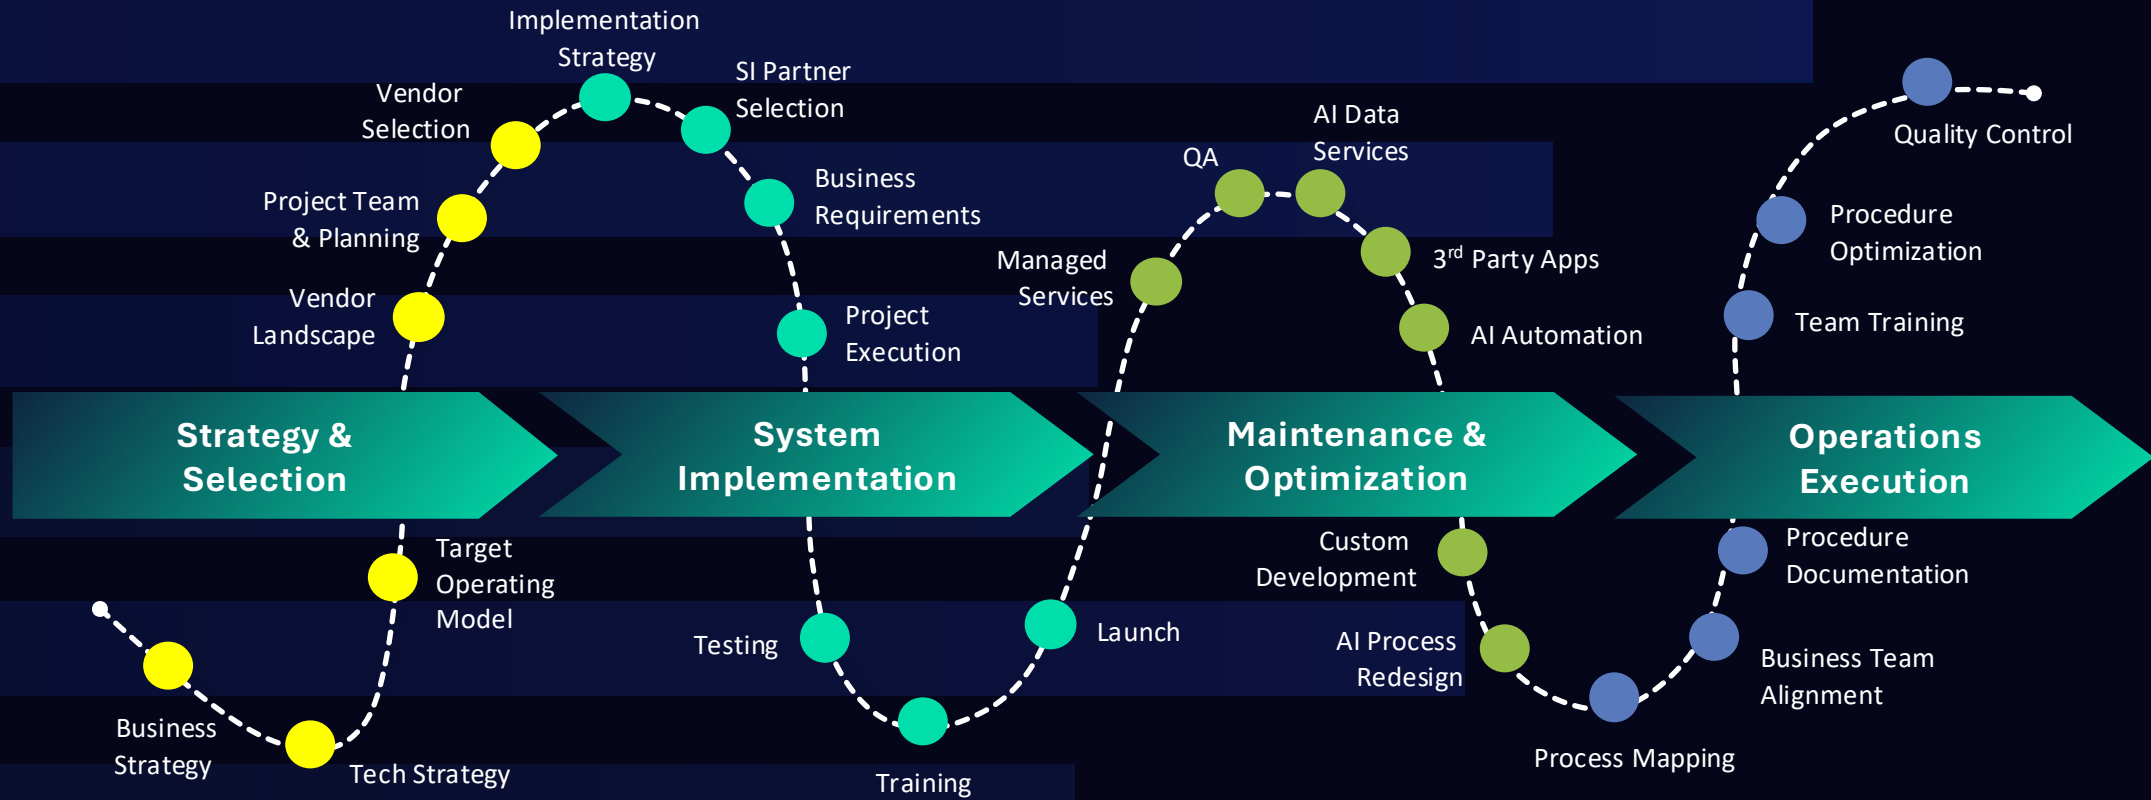 Implementation
Strategy
SI Partner
Selection
Vendor
Selection
Project Team
& Planning
Vendor
Landscape
Business
Requirements
Project
Execution
Managed
Services
QA
AI Data
Services
3rd Party Apps
AI Automation
Quality Control
Procedure
Optimization
Team Training
Strategy &
Selection
System
Implementation
Maintenance &
Optimization
Operations
Execution
Target
Operating
Model
Business
Strategy
Tech Strategy
Testing
Training
Launch
Custom
Development
AI Process
Redesign
Process Mapping
Business Team
Alignment
Procedure
Documentation